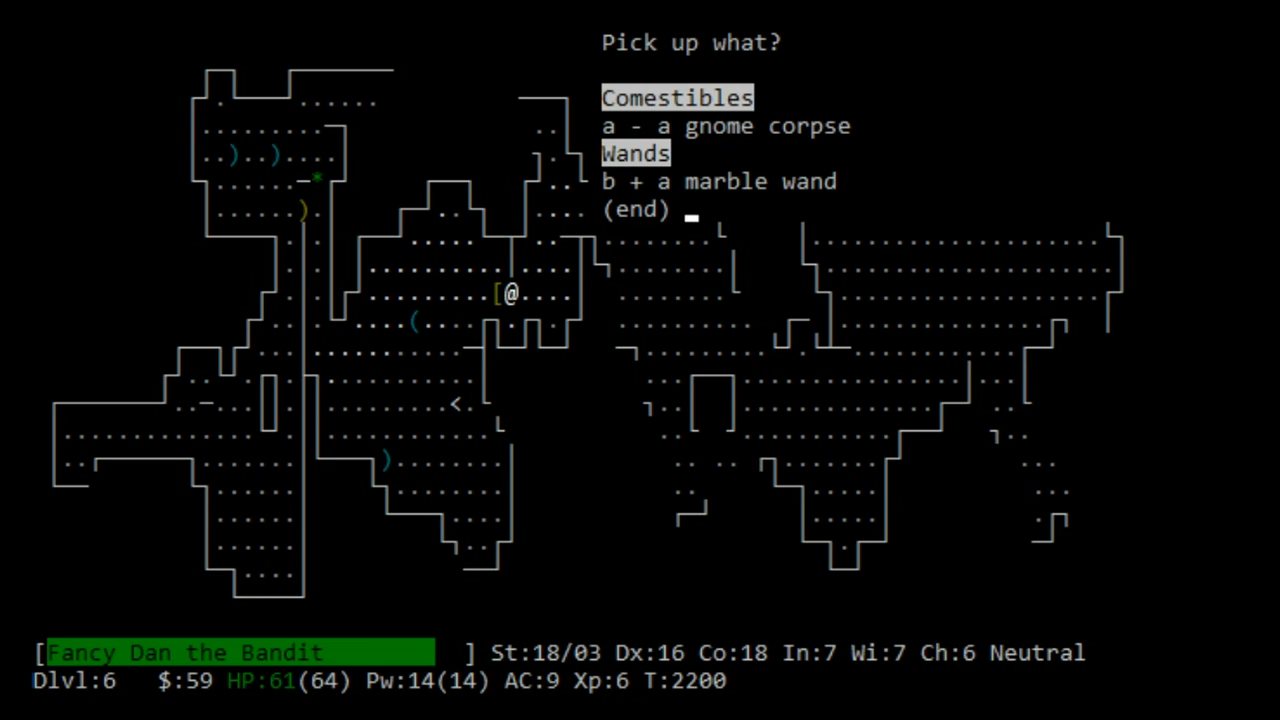 Pick up what?
Comestibles
a - a gnome corpse
Wands
b + a marble wand
(end)
[Fancy Dan the Bandit ] St:18/03 Dx:16 Co:18 In:7 Wi:7 Ch:6 Neutral
Dlvl:6 $:59 HP:61(64) Pw:14(14) AC:9 Xp:6 T:2200